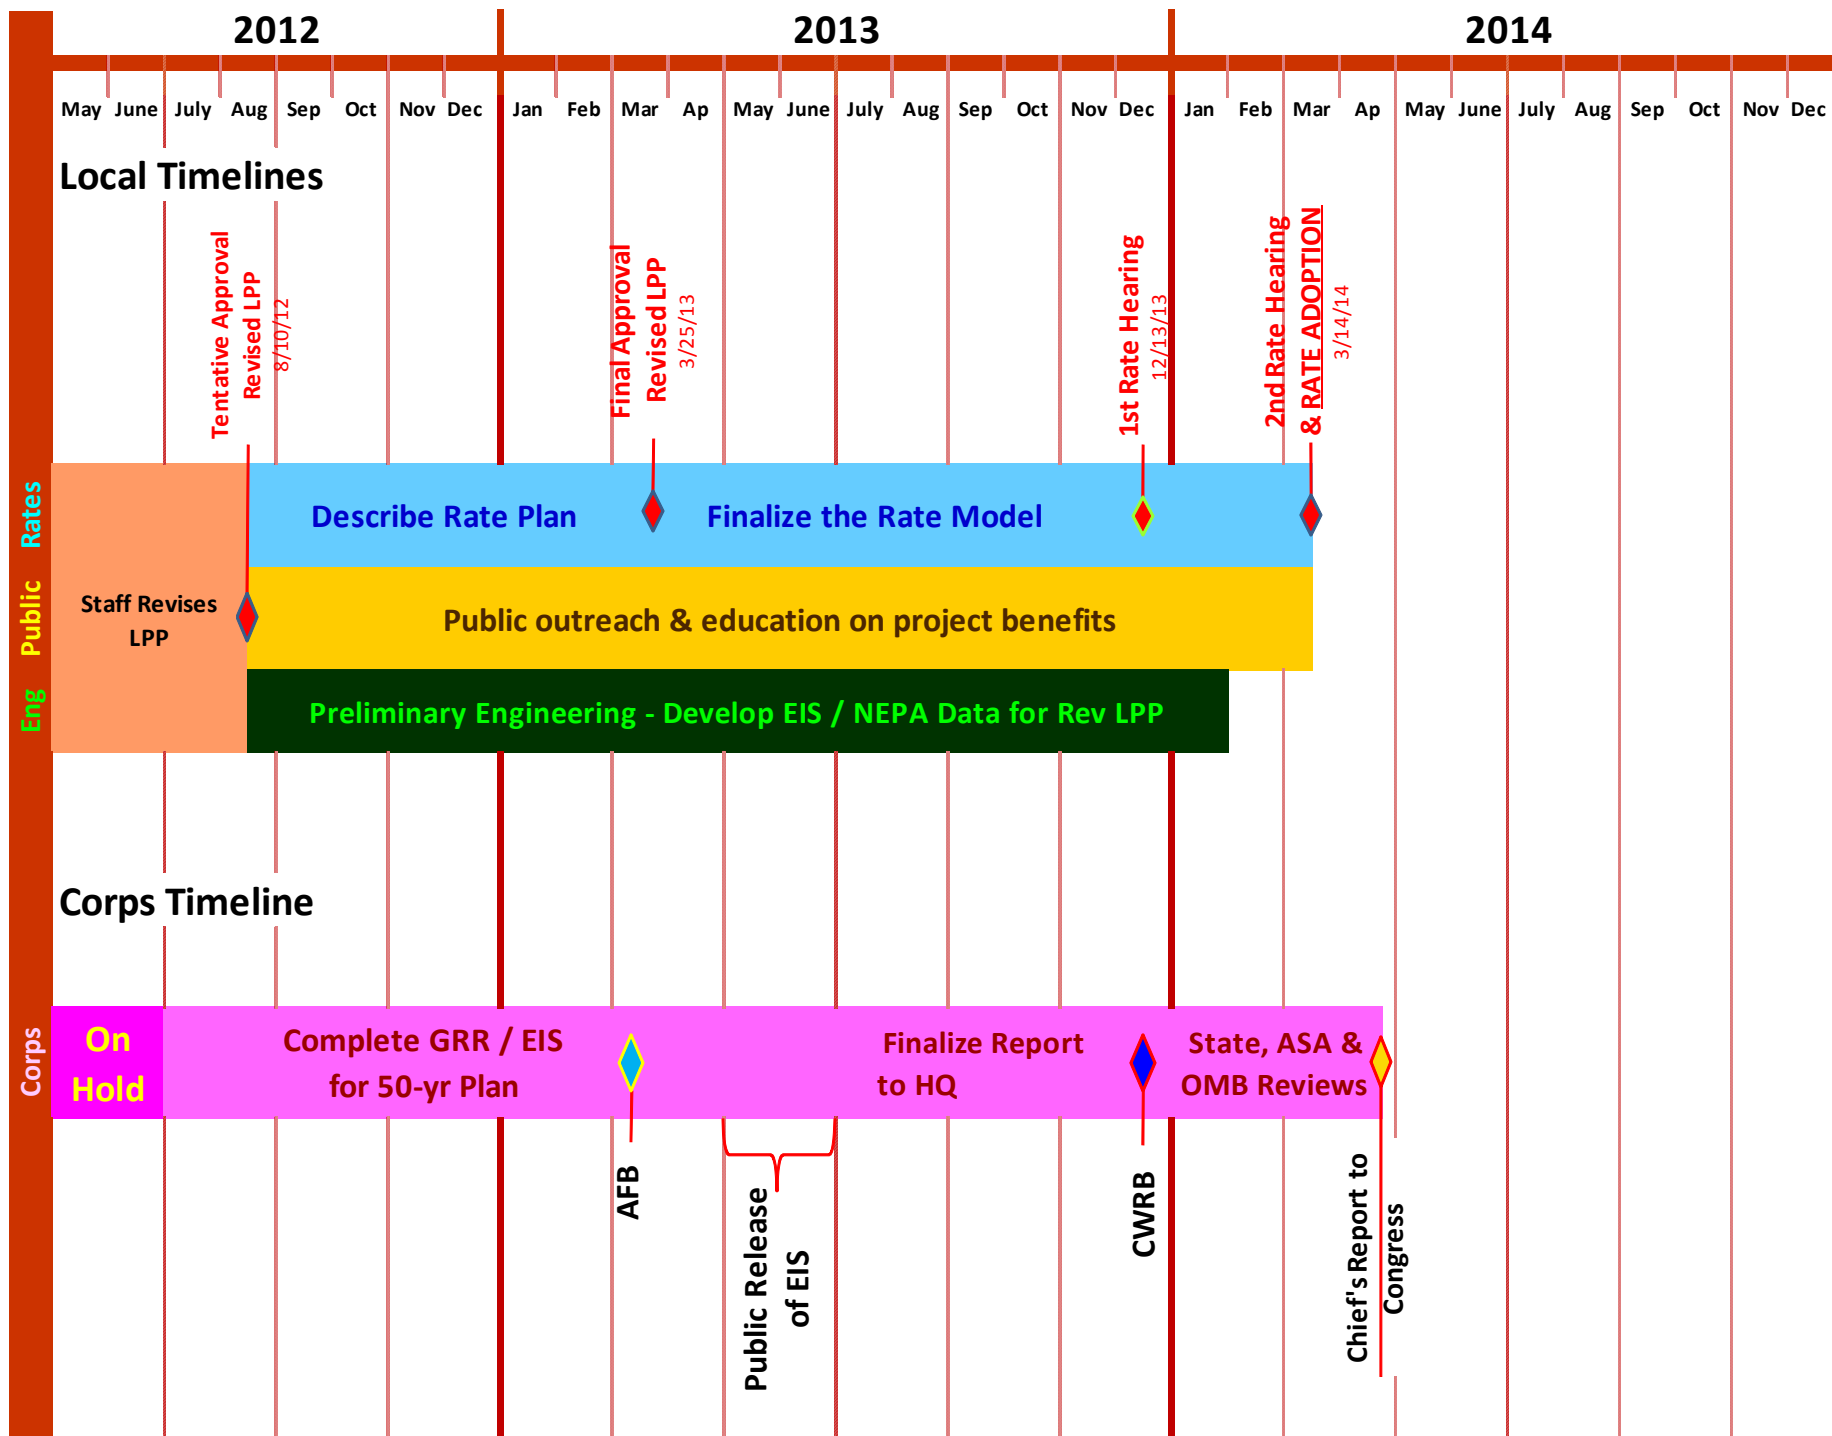 2012
2013
2014
May June July Aug Sep Oct Nov Dec Jan Feb Mar Ap May June July Aug Sep Oct Nov Dec Jan Feb Mar Ap May June July Aug Sep Oct Nov Dec
Local Timelines
Tentative Approval
Revised LPP
8/10/12
Final Approval
Revised LPP
3/25/13
1st Rate Hearing
12/13/13
2nd Rate Hearing
& RATE ADOPTION
3/14/14
Rates
Describe Rate Plan
Finalize the Rate Model
Public
Staff Revises
LPP
Public outreach & education on project benefits
Eng
Preliminary Engineering - Develop EIS / NEPA Data for Rev LPP
Corps Timeline
Corps
On
Hold
Complete GRR / EIS
for 50-yr Plan
Finalize Report
to HQ
State, ASA &
OMB Reviews
AFB
Public Release
of EIS
CWRB
Chief's Report to
Congress